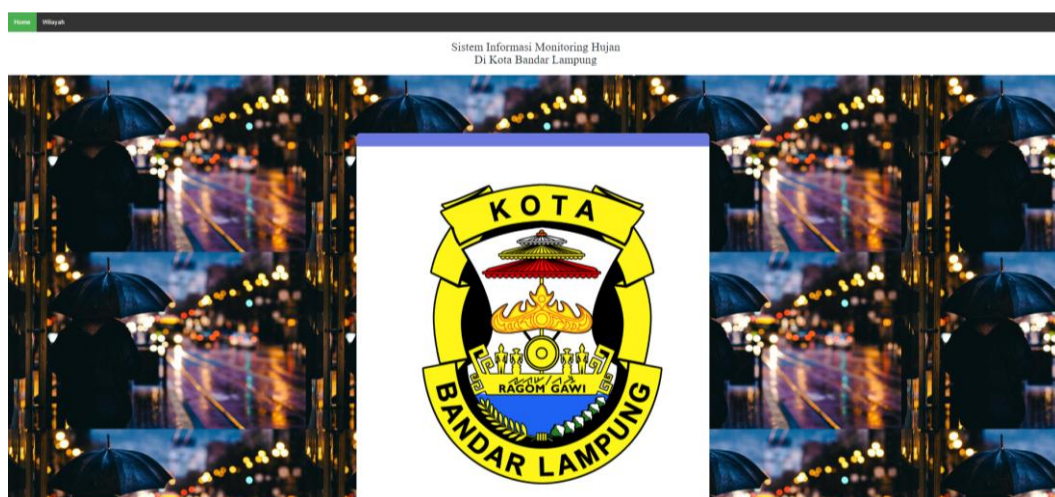 Home Wilayah
Sistem Informasi Monitoring Hujan
Di Kota Bandar Lampung
KOTA
RAGOM GAWI
BANDAR LAMPUNG